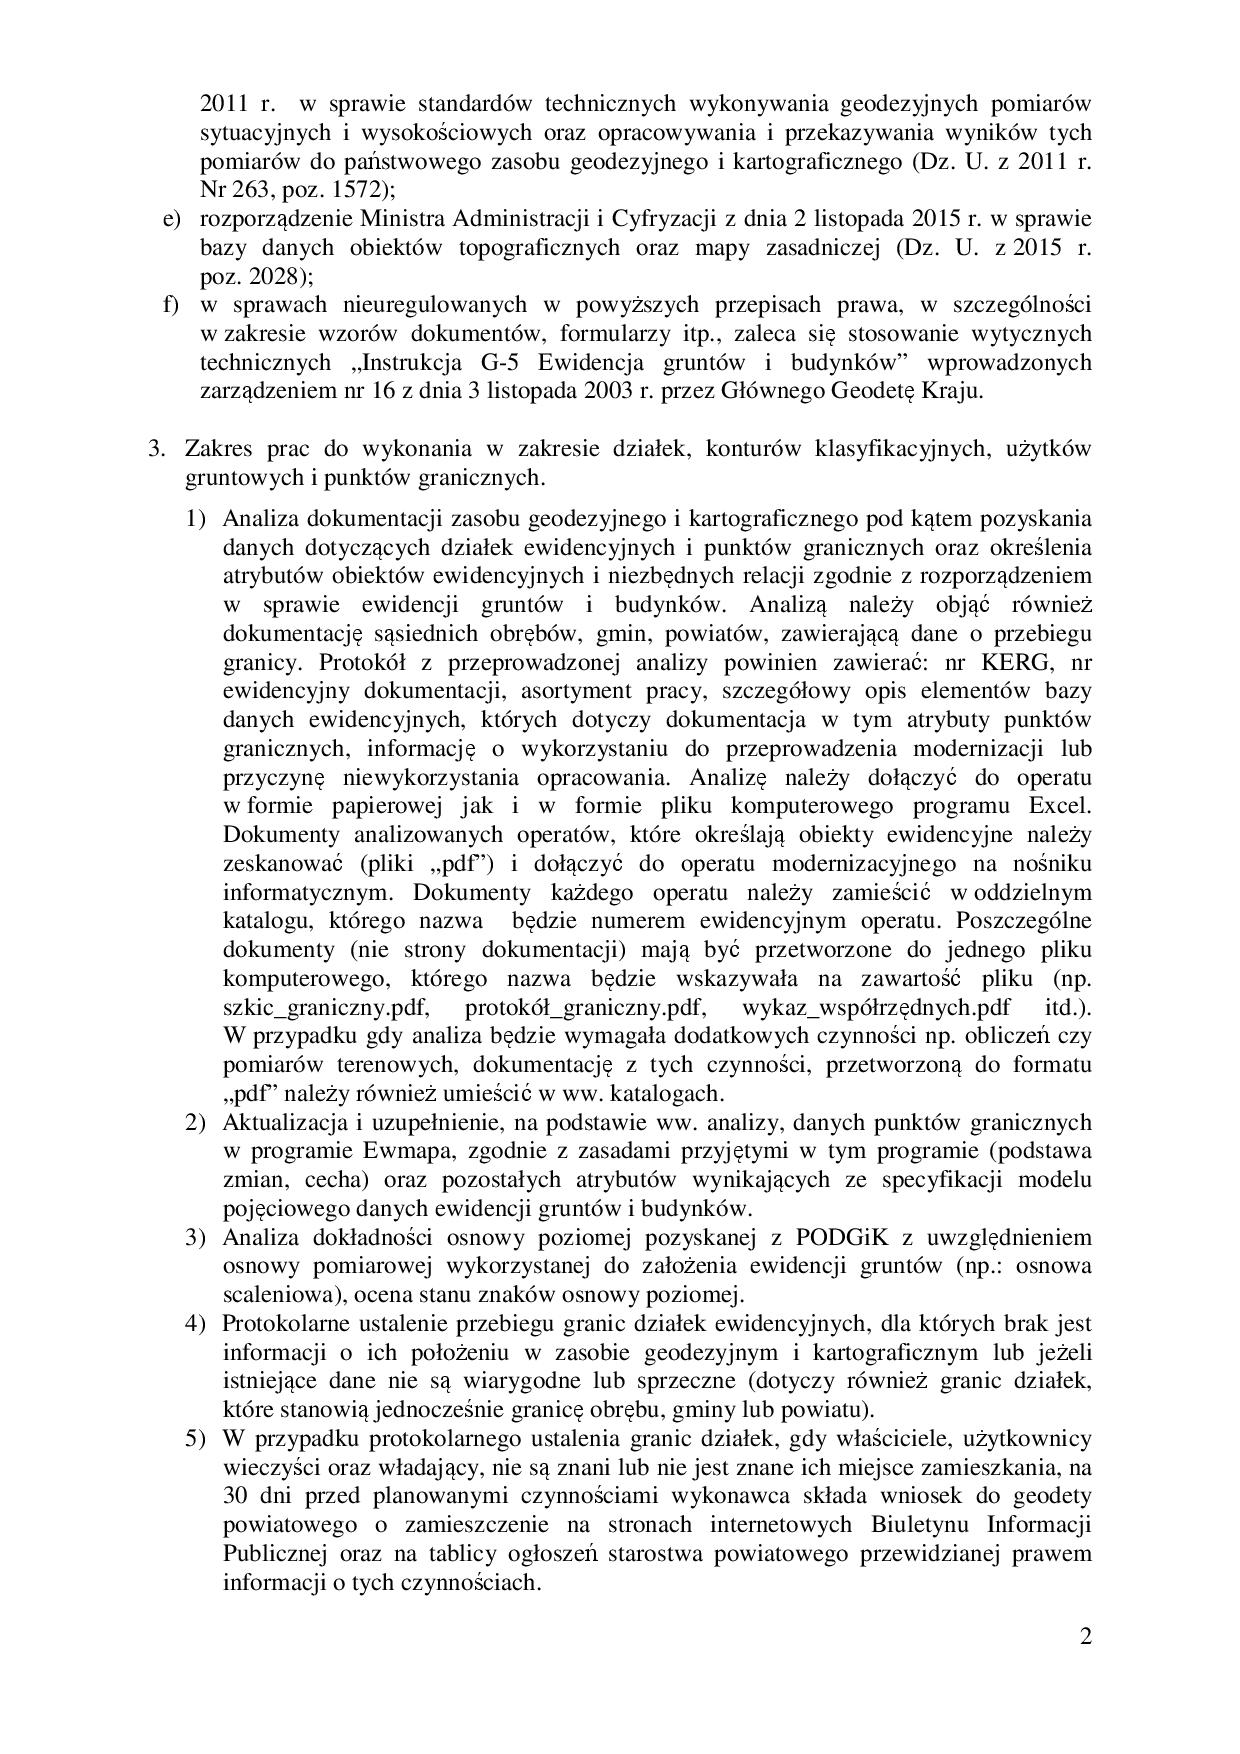 2011 r.  w sprawie standardów technicznych wykonywania geodezyjnych pomiarów
sytuacyjnych i wysokościowych oraz opracowywania i przekazywania wyników tych
pomiarów do państwowego zasobu geodezyjnego i kartograficznego (Dz. U. z 2011 r.
Nr 263, poz. 1572);
e) rozporządzenie Ministra Administracji i Cyfryzacji z dnia 2 listopada 2015 r. w sprawie
bazy danych obiektów topograficznych oraz mapy zasadniczej (Dz. U. z 2015 r.
poz. 2028);
f) w sprawach nieuregulowanych w powyższych przepisach prawa, w szczególności
w zakresie wzorów dokumentów, formularzy itp., zaleca się stosowanie wytycznych
technicznych „Instrukcja G-5 Ewidencja gruntów i budynków” wprowadzonych
zarządzeniem nr 16 z dnia 3 listopada 2003 r. przez Głównego Geodetę Kraju.
3. Zakres prac do wykonania w zakresie działek, konturów klasyfikacyjnych, użytków
gruntowych i punktów granicznych.
1) Analiza dokumentacji zasobu geodezyjnego i kartograficznego pod kątem pozyskania
danych dotyczących działek ewidencyjnych i punktów granicznych oraz określenia
atrybutów obiektów ewidencyjnych i niezbędnych relacji zgodnie z rozporządzeniem
w sprawie ewidencji gruntów i budynków. Analizą należy objąć również
dokumentację sąsiednich obrębów, gmin, powiatów, zawierającą dane o przebiegu
granicy. Protokół z przeprowadzonej analizy powinien zawierać: nr KERG, nr
ewidencyjny dokumentacji, asortyment pracy, szczegółowy opis elementów bazy
danych ewidencyjnych, których dotyczy dokumentacja w tym atrybuty punktów
granicznych, informację o wykorzystaniu do przeprowadzenia modernizacji lub
przyczynę niewykorzystania opracowania. Analizę należy dołączyć do operatu
w formie papierowej jak i w formie pliku komputerowego programu Excel.
Dokumenty analizowanych operatów, które określają obiekty ewidencyjne należy
zeskanować (pliki „pdf”) i dołączyć do operatu modernizacyjnego na nośniku
informatycznym. Dokumenty każdego operatu należy zamieścić w oddzielnym
katalogu, którego nazwa  będzie numerem ewidencyjnym operatu. Poszczególne
dokumenty (nie strony dokumentacji) mają być przetworzone do jednego pliku
komputerowego, którego nazwa będzie wskazywała na zawartość pliku (np.
szkic_graniczny.pdf, protokół_graniczny.pdf, wykaz_współrzędnych.pdf itd.).
W przypadku gdy analiza będzie wymagała dodatkowych czynności np. obliczeń czy
pomiarów terenowych, dokumentację z tych czynności, przetworzoną do formatu
„pdf” należy również umieścić w ww. katalogach.
2) Aktualizacja i uzupełnienie, na podstawie ww. analizy, danych punktów granicznych
w programie Ewmapa, zgodnie z zasadami przyjętymi w tym programie (podstawa
zmian, cecha) oraz pozostałych atrybutów wynikających ze specyfikacji modelu
pojęciowego danych ewidencji gruntów i budynków.
3) Analiza dokładności osnowy poziomej pozyskanej z PODGiK z uwzględnieniem
osnowy pomiarowej wykorzystanej do założenia ewidencji gruntów (np.: osnowa
scaleniowa), ocena stanu znaków osnowy poziomej.
4) Protokolarne ustalenie przebiegu granic działek ewidencyjnych, dla których brak jest
informacji o ich położeniu w zasobie geodezyjnym i kartograficznym lub jeżeli
istniejące dane nie są wiarygodne lub sprzeczne (dotyczy również granic działek,
które stanowią jednocześnie granicę obrębu, gminy lub powiatu).
5) W przypadku protokolarnego ustalenia granic działek, gdy właściciele, użytkownicy
wieczyści oraz władający, nie są znani lub nie jest znane ich miejsce zamieszkania, na
30 dni przed planowanymi czynnościami wykonawca składa wniosek do geodety
powiatowego o zamieszczenie na stronach internetowych Biuletynu Informacji
Publicznej oraz na tablicy ogłoszeń starostwa powiatowego przewidzianej prawem
informacji o tych czynnościach.
2